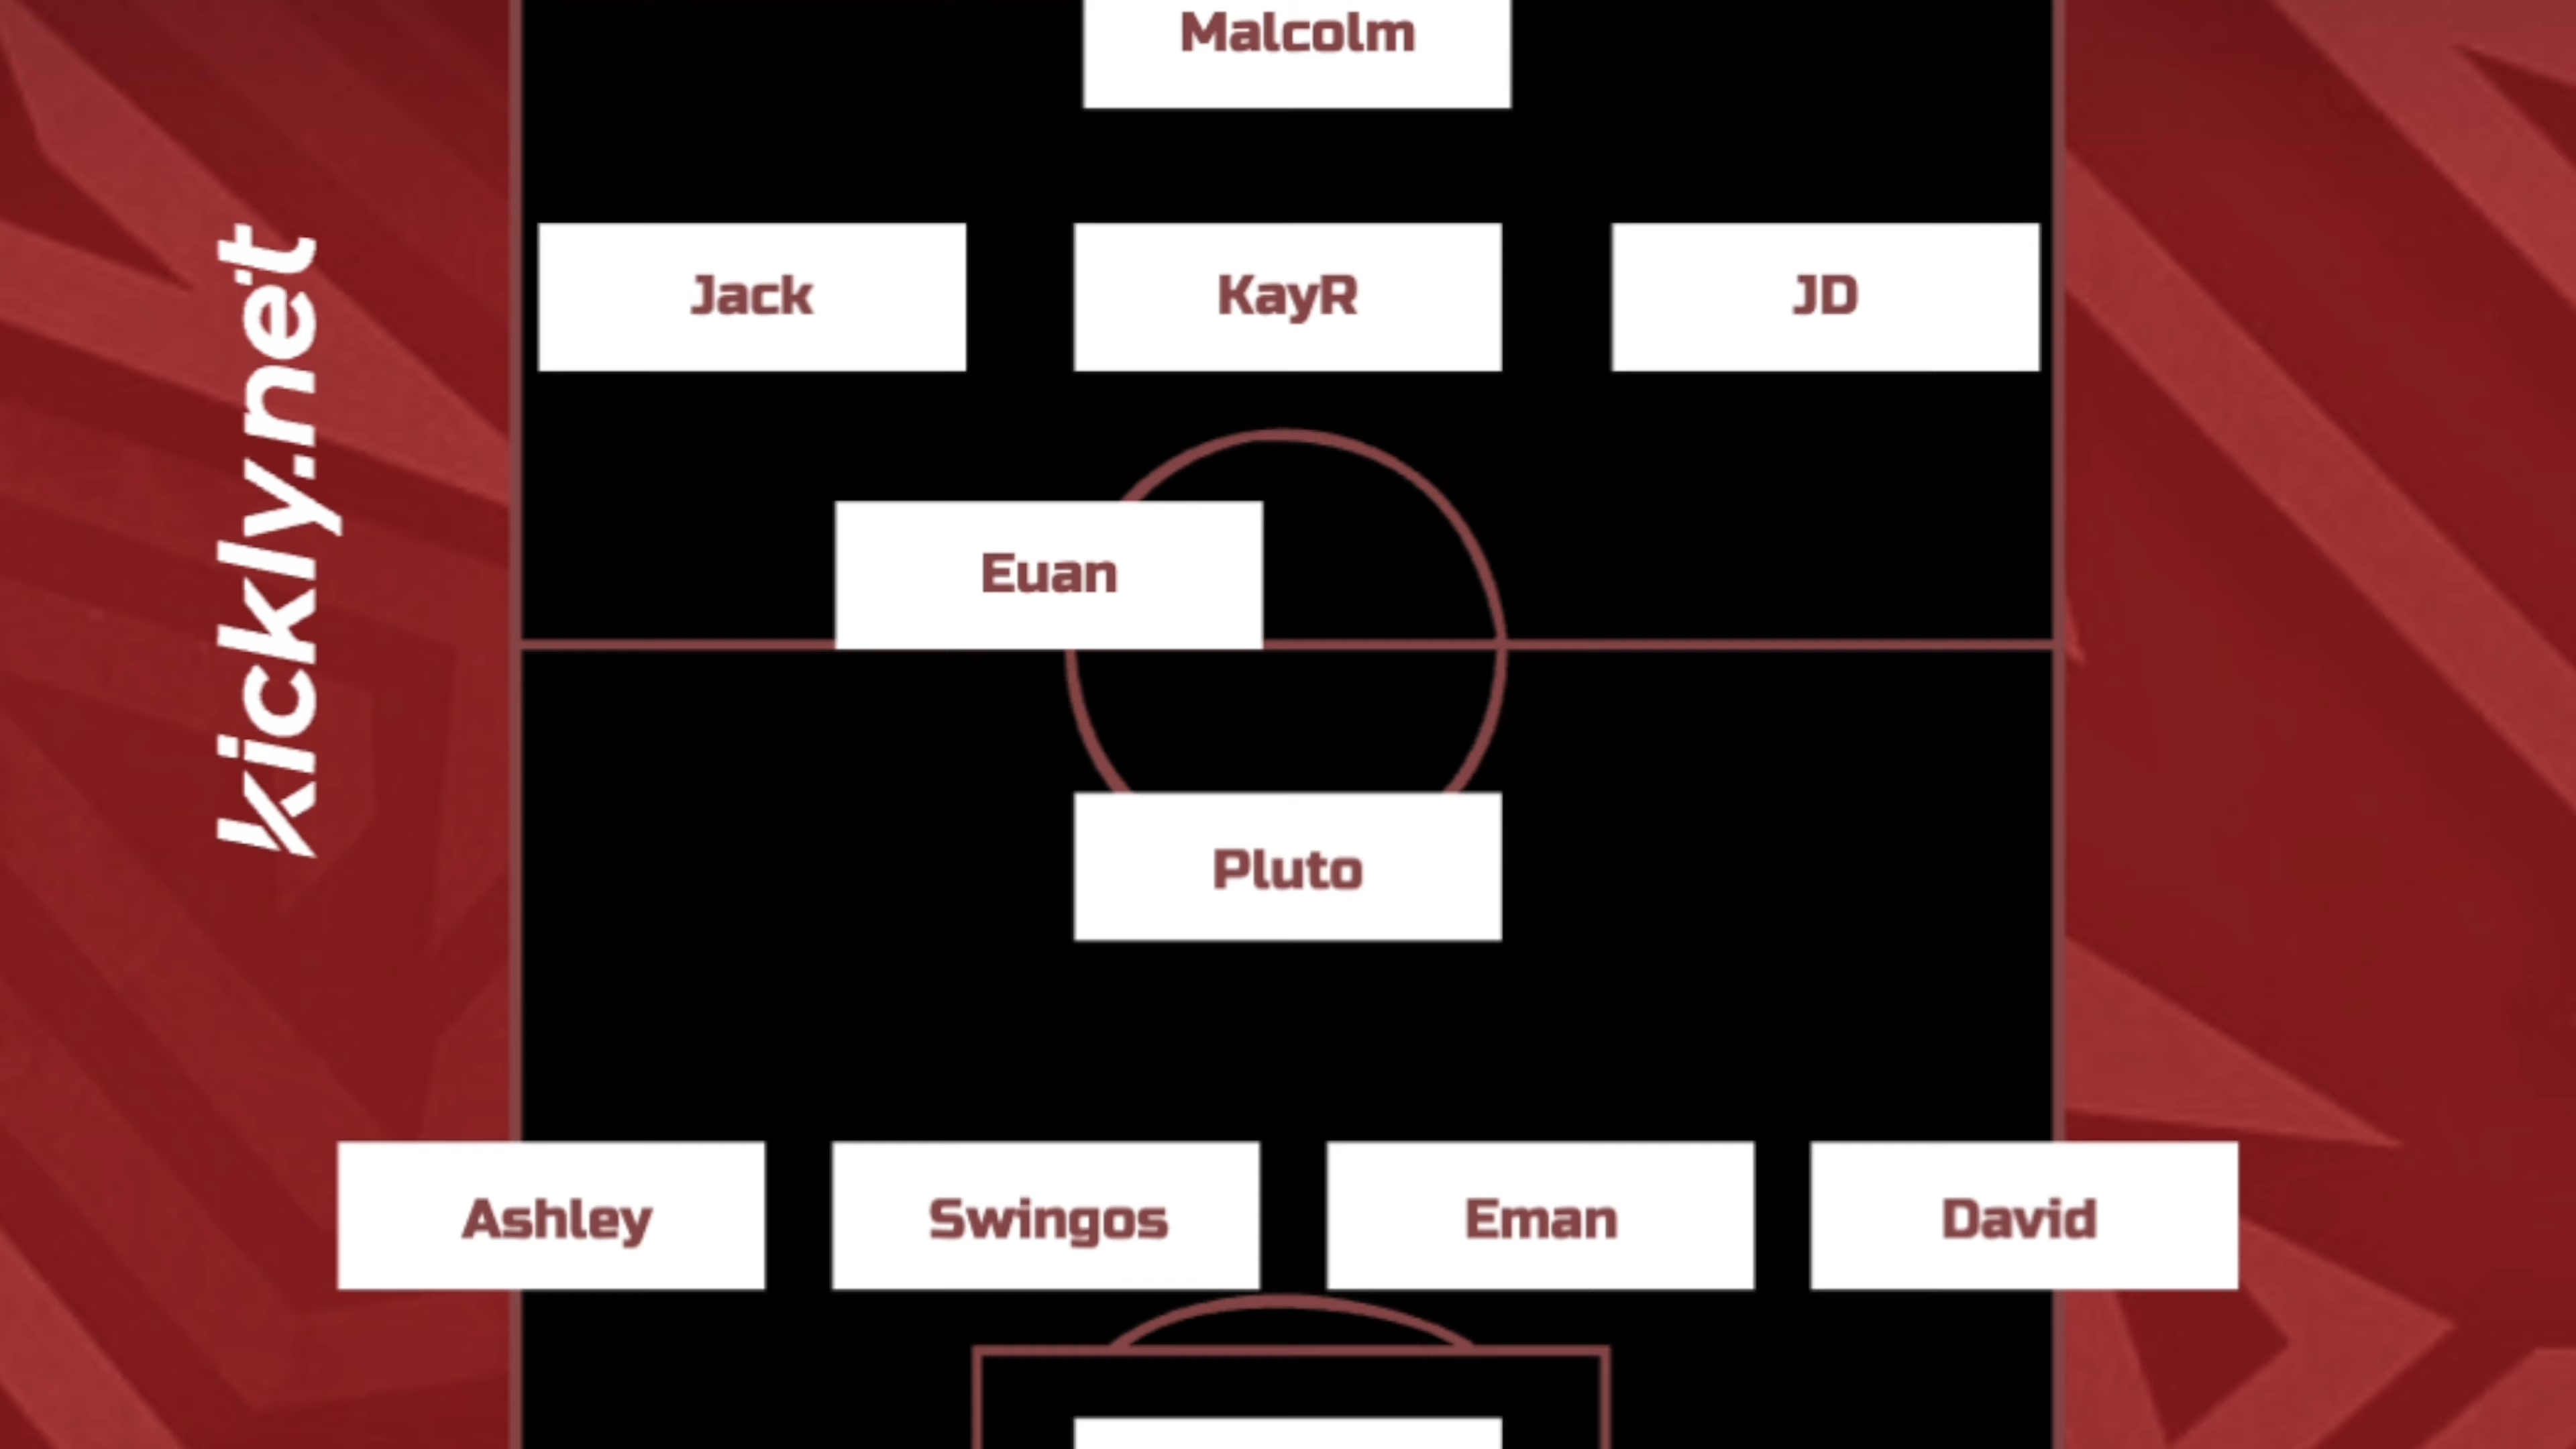 Malcolm
Jack KayR JD
Euan
Pluto
Ashley Swingos Eman David
kickly.net